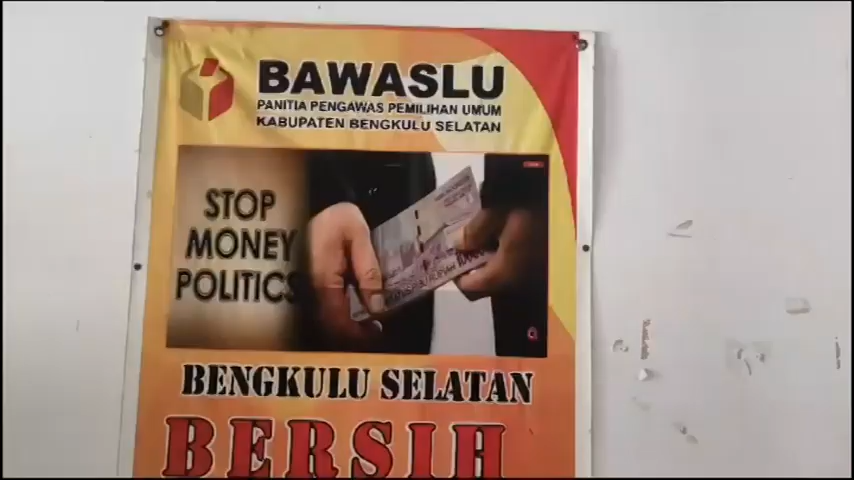 BAWASLU
PANITIA PENGAWAS PEMILIHAN UMUM
KABUPATEN BENGKULU SELATAN
STOP
MONEY
POLITICS
BENGKULU SELATAN
BERSIH